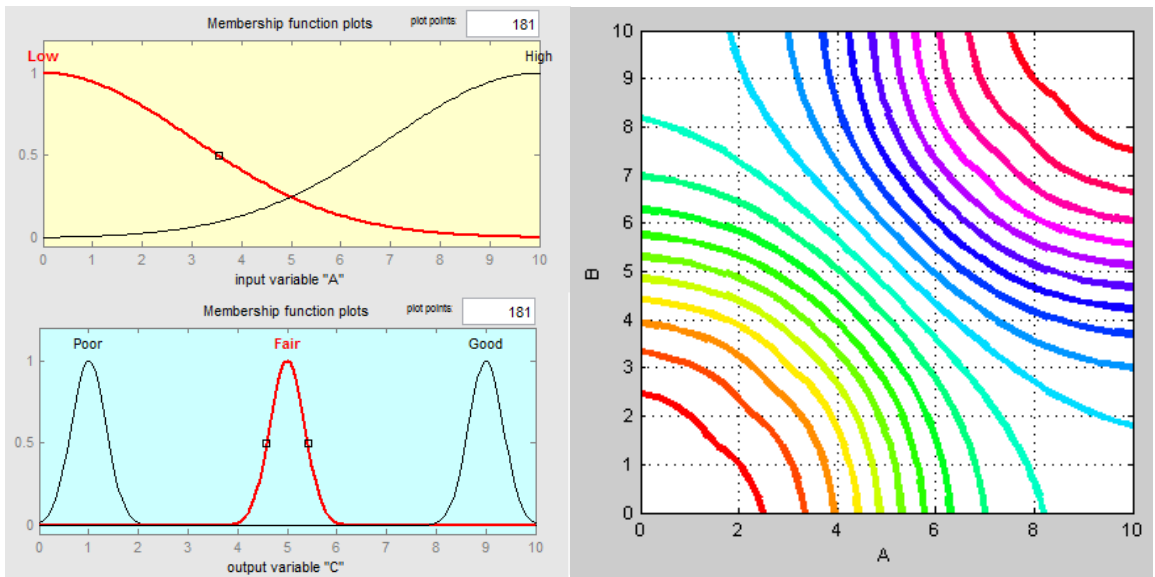 Membership function plots plot points: 181
Low High
1
0.5
0
0 1 2 3 4 5 6 7 8 9 10
input variable "A"
Membership function plots plot points: 181
Poor Fair Good
1
0.5
0
0 1 2 3 4 5 6 7 8 9 10
output variable "C"
10
9
8
7
6
5
4
3
2
1
0
B
0 2 4 6 8 10
A